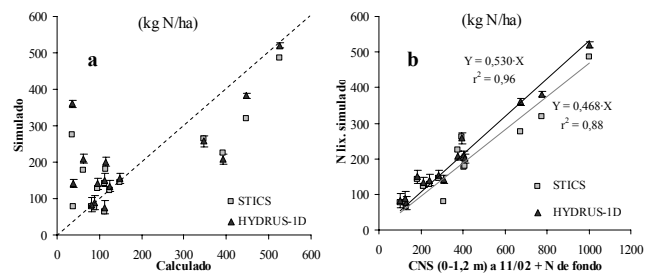 (kg N/ha)
a
Simulado
600
500
400
300
200
100
0
0 100 200 300 400 500 600
Calculado
STICS
HYDRUS-1D
(kg N/ha)
b
N lix. simulado
600
500
400
300
200
100
0
Y = 0,530·X
r² = 0,96
Y = 0,468·X
r² = 0,88
STICS
HYDRUS-1D
0 200 400 600 800 1000 1200
CNS (0-1,2 m) a 11/02 + N de fondo